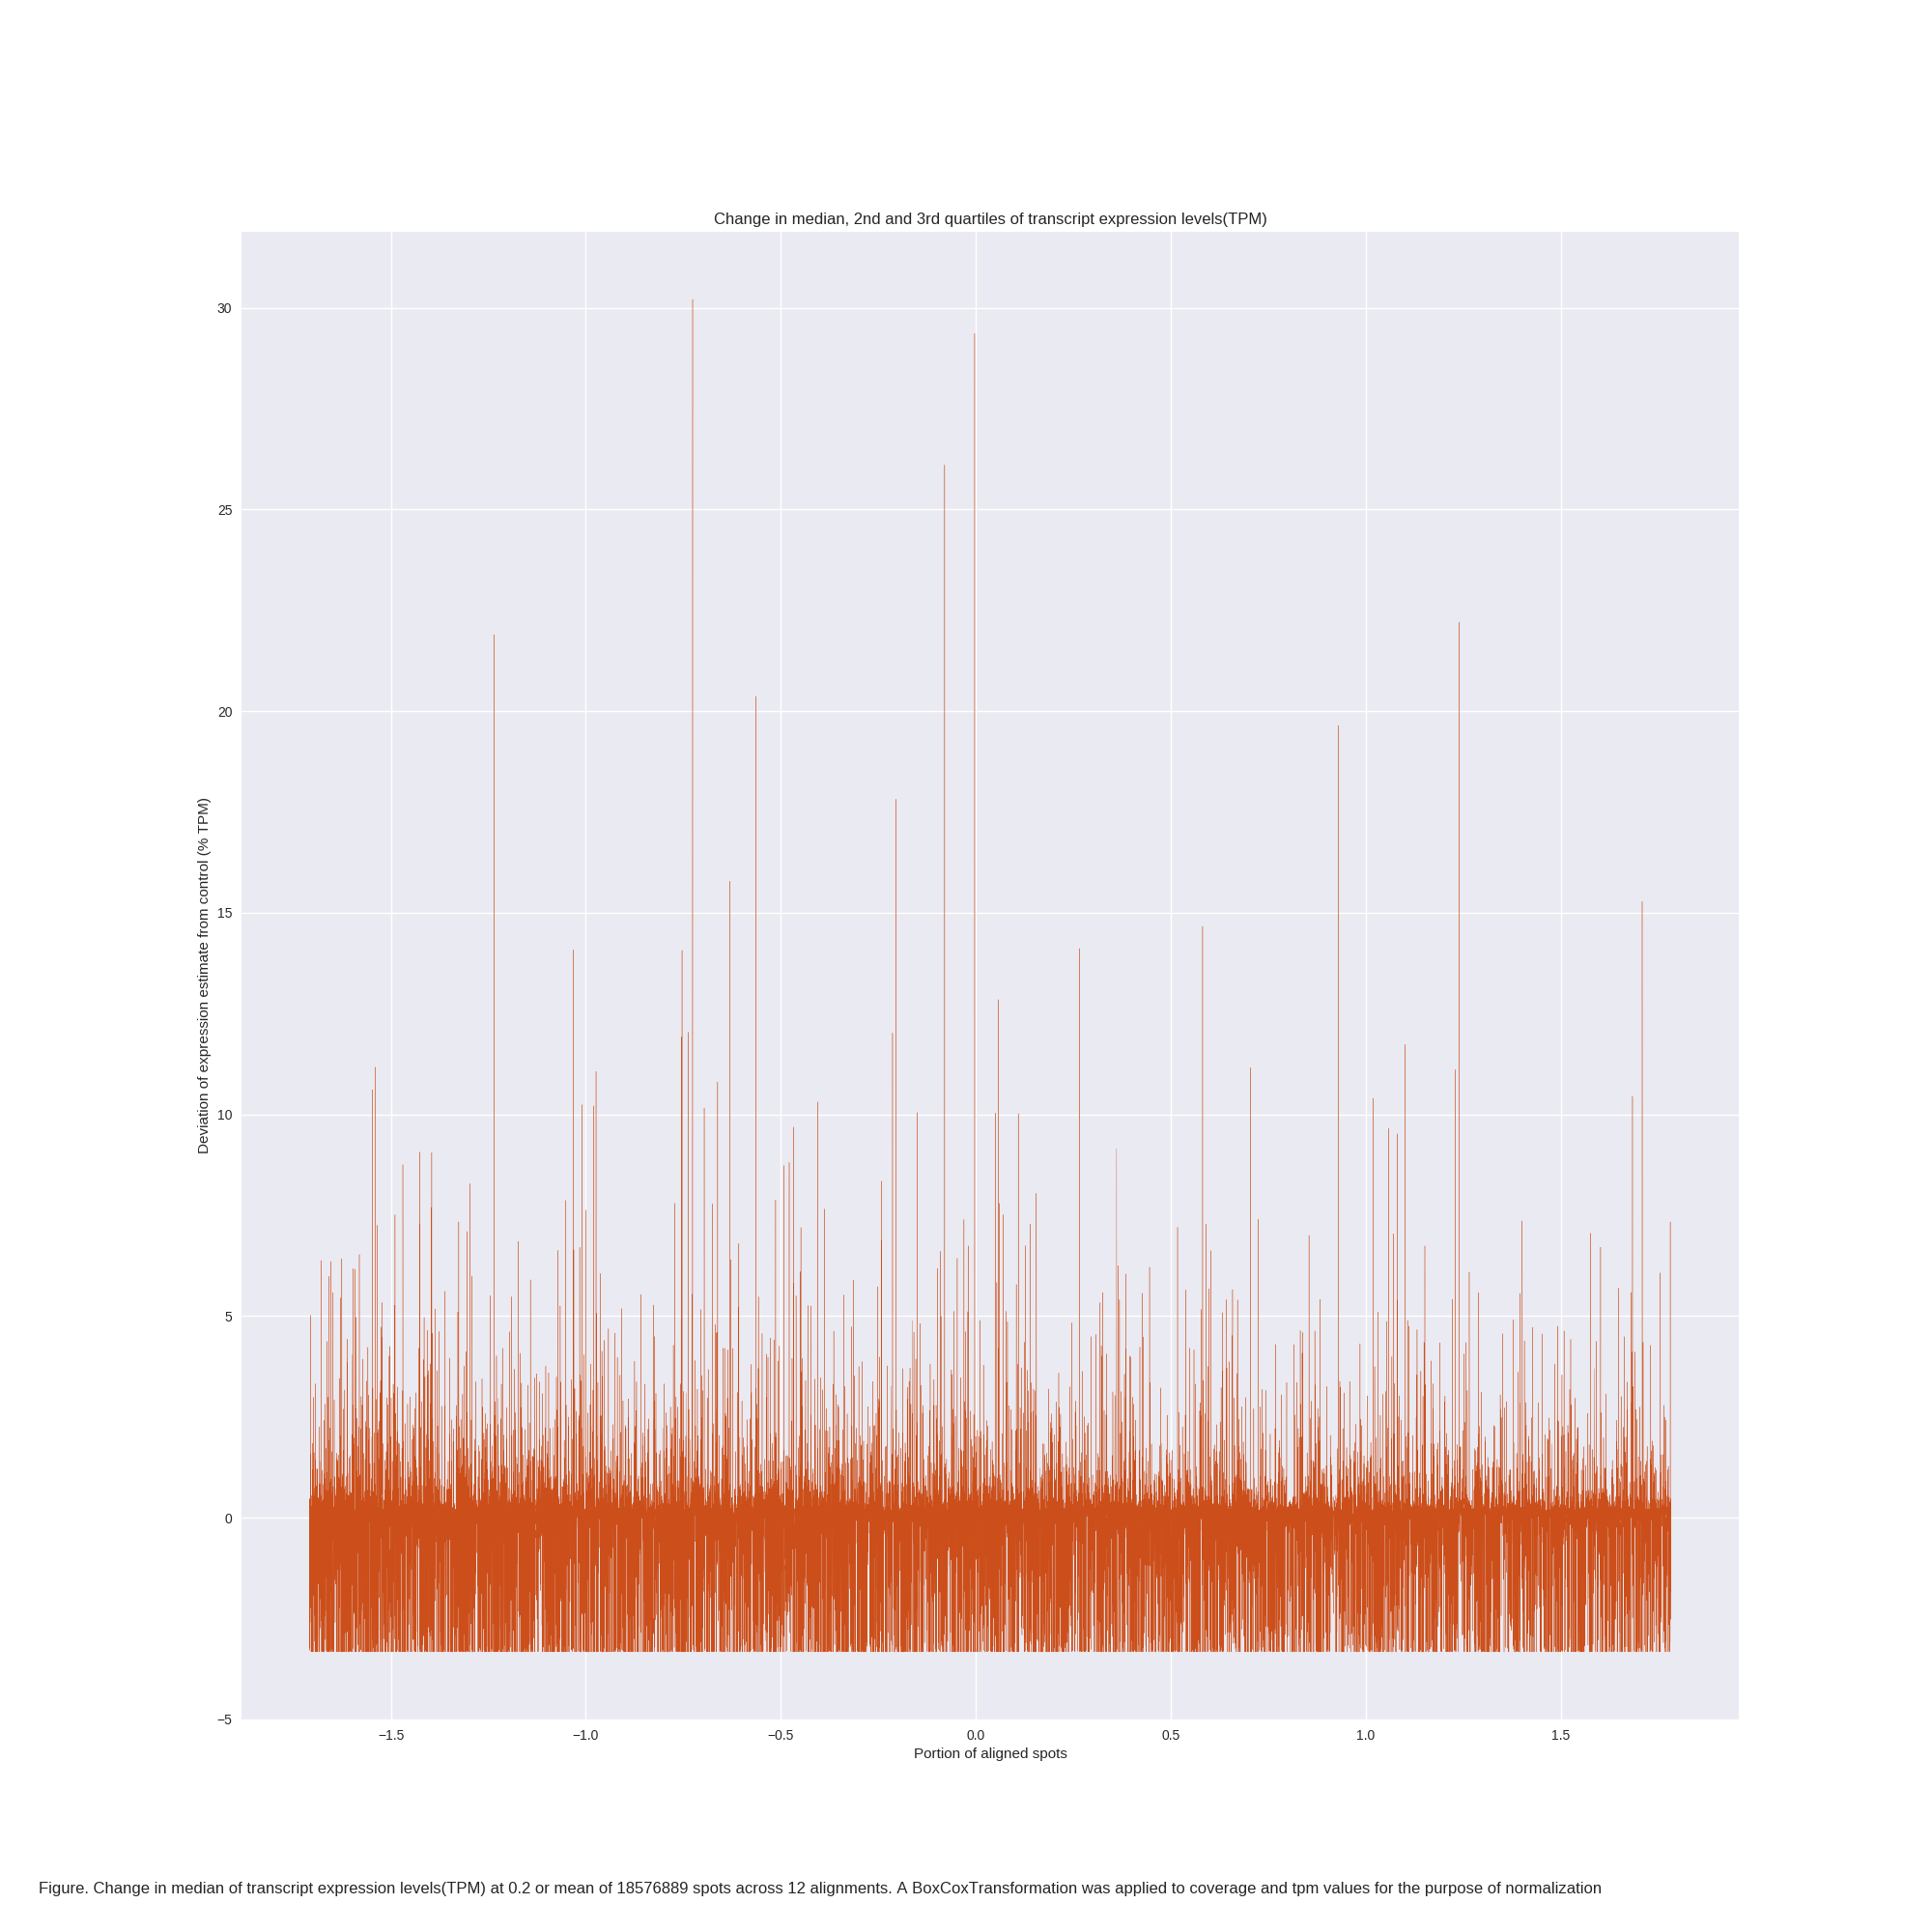 Change in median, 2nd and 3rd quartiles of transcript expression levels(TPM)
30
25
20
15
10
5
0
−5
Deviation of expression estimate from control (% TPM)
−1.5 −1.0 −0.5 0.0 0.5 1.0 1.5
Portion of aligned spots
Figure. Change in median of transcript expression levels(TPM) at 0.2 or mean of 18576889 spots across 12 alignments. A BoxCoxTransformation was applied to coverage and tpm values for the purpose of normalization